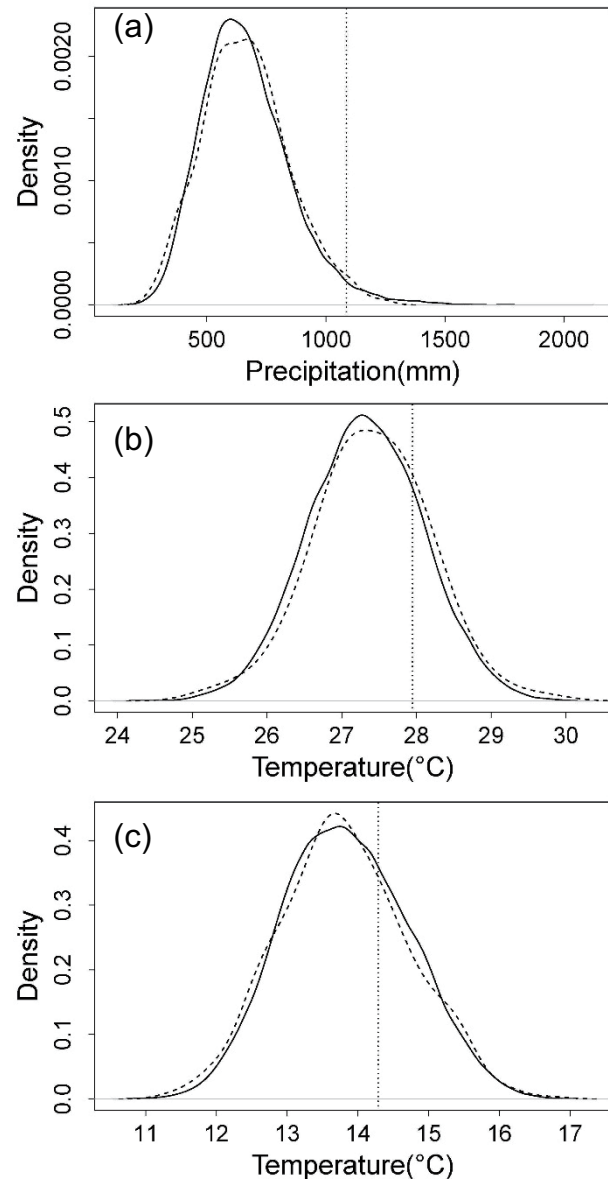 (a)
Density
0.0020
0.0010
0.0000
500 1000 1500 2000
Precipitation(mm)
(b)
Density
0.5
0.4
0.3
0.2
0.1
0.0
24 25 26 27 28 29 30
Temperature(°C)
(c)
Density
0.4
0.3
0.2
0.1
0.0
11 12 13 14 15 16 17
Temperature(°C)